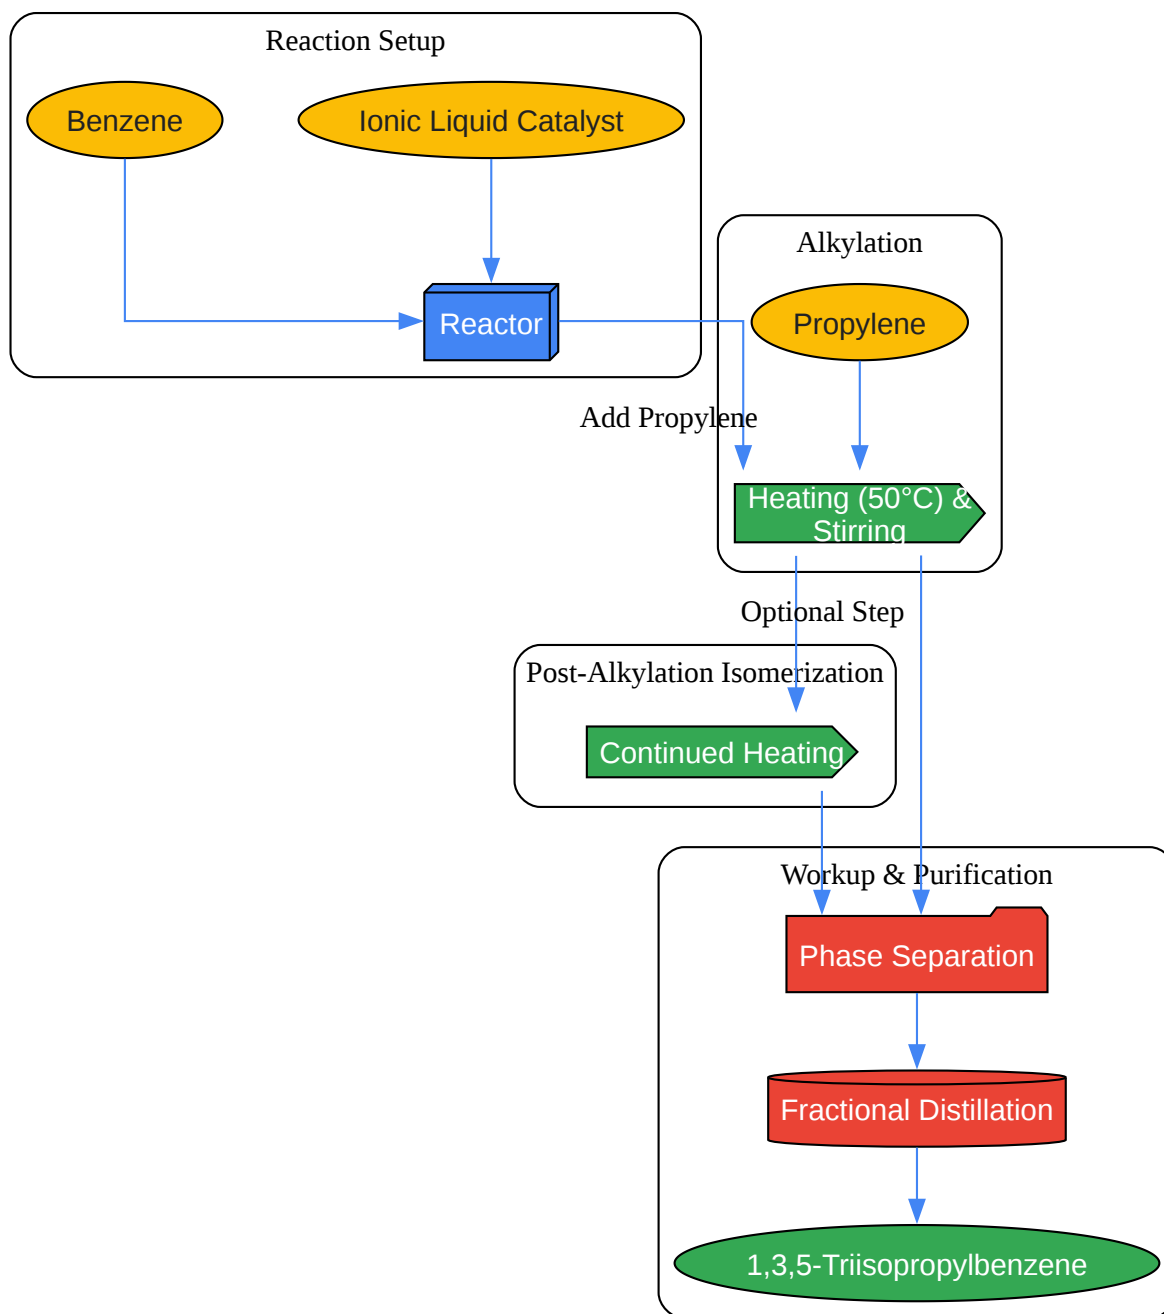 Reaction Setup
Benzene
Ionic Liquid Catalyst
Reactor
Alkylation
Propylene
Add Propylene
Heating (50°C) &
Stirring
Optional Step
Post-Alkylation Isomerization
Continued Heating
Workup & Purification
Phase Separation
Fractional Distillation
1,3,5-Triisopropylbenzene